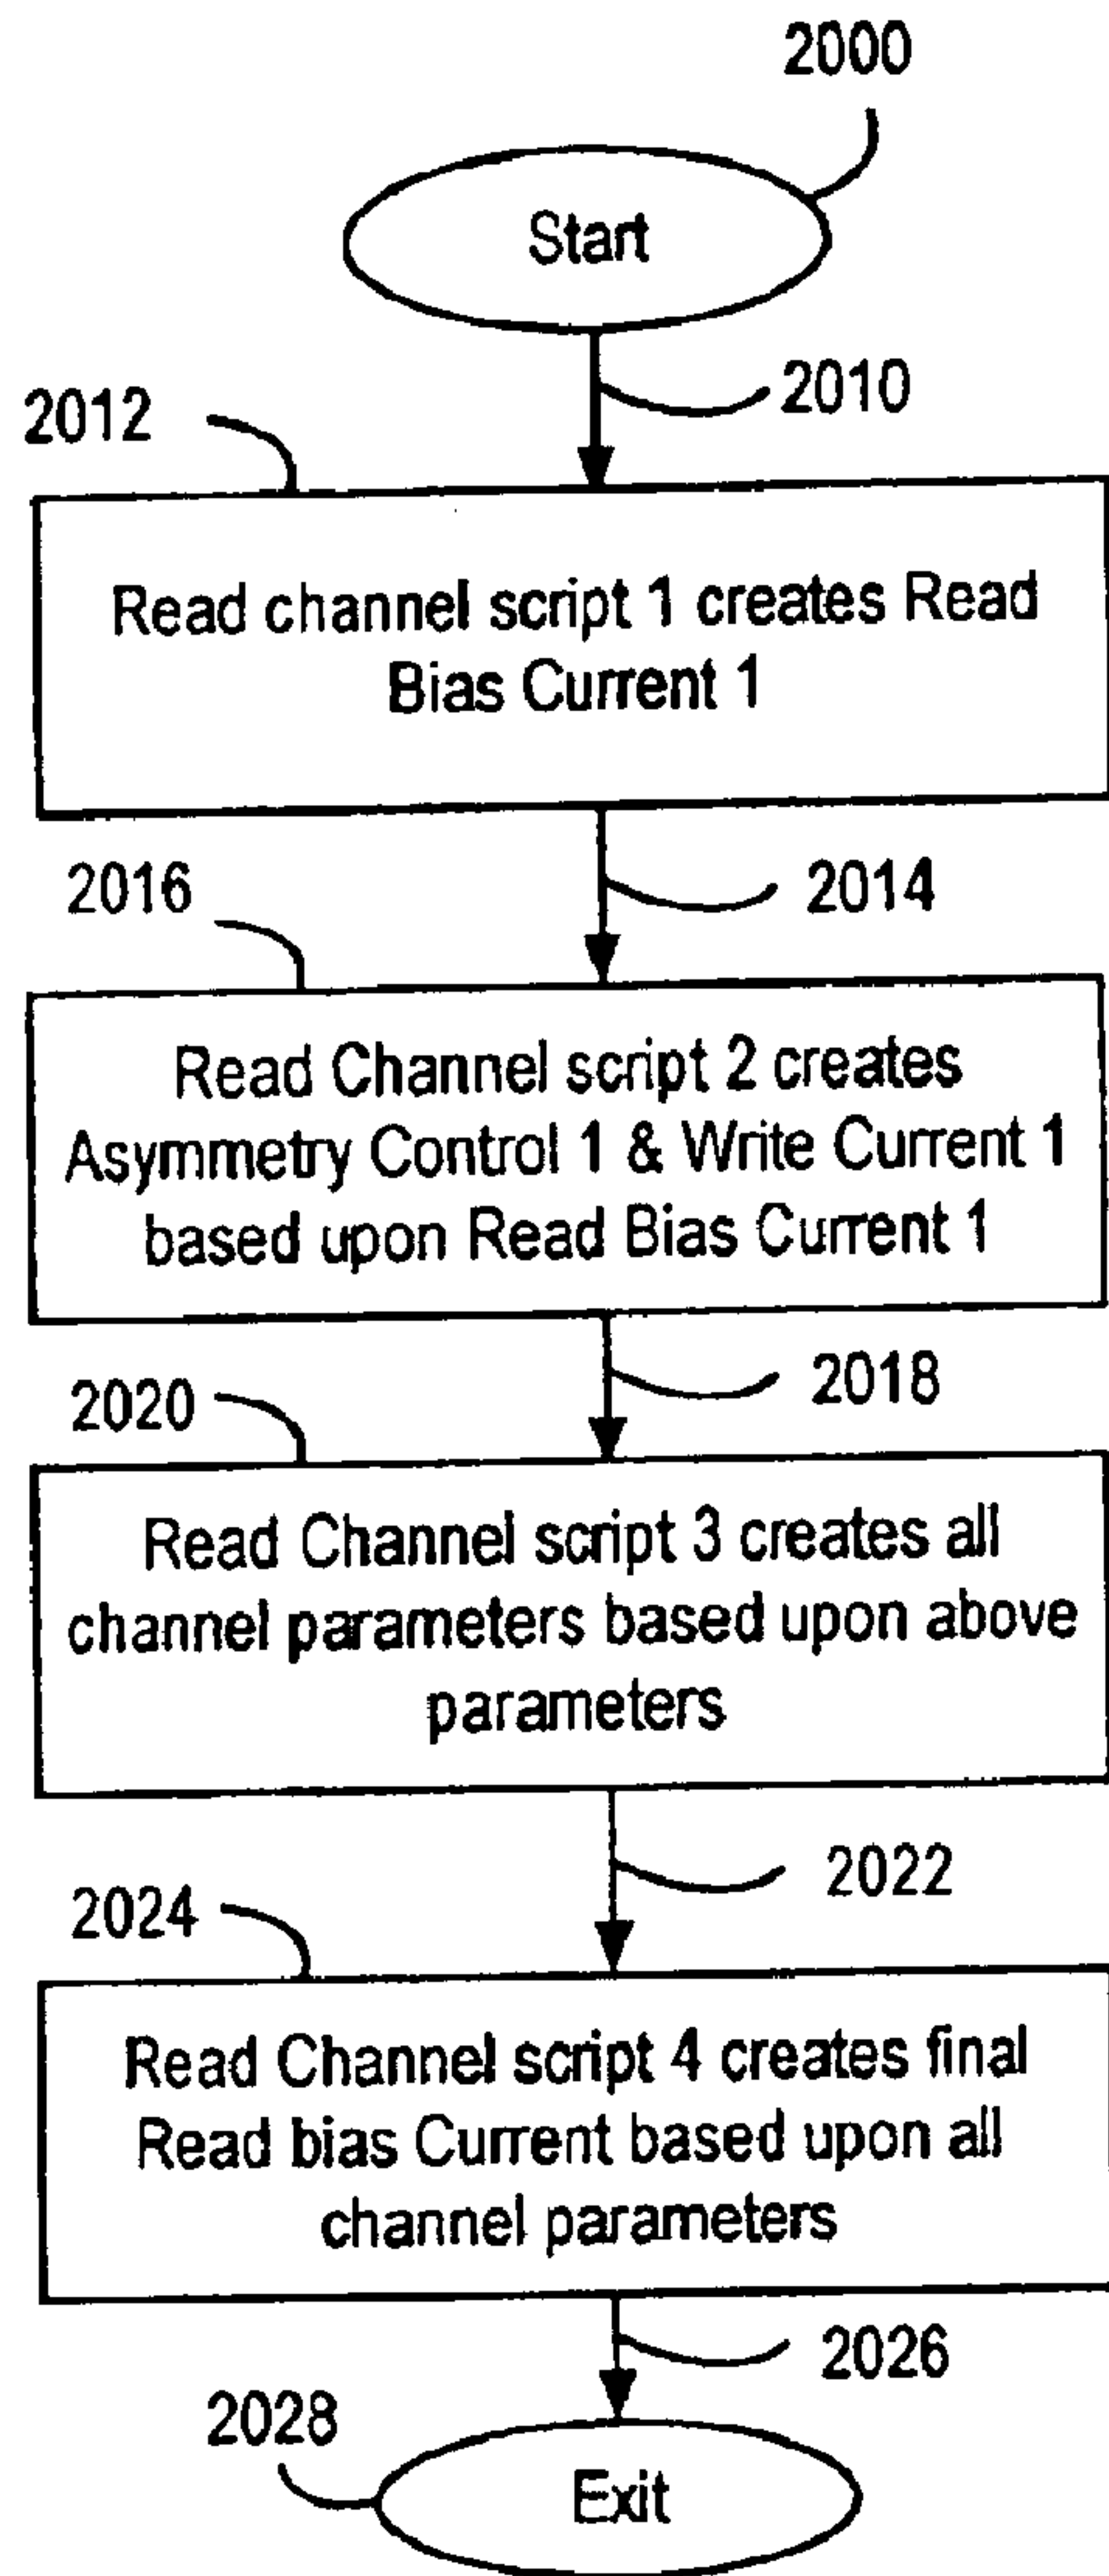 2000
Start
2010
2012
Read channel script 1 creates Read
Bias Current 1
2014
2016
Read Channel script 2 creates
Asymmetry Control 1 & Write Current 1
based upon Read Bias Current 1
2018
2020
Read Channel script 3 creates all
channel parameters based upon above
parameters
2022
2024
Read Channel script 4 creates final
Read bias Current based upon all
channel parameters
2026
2028
Exit